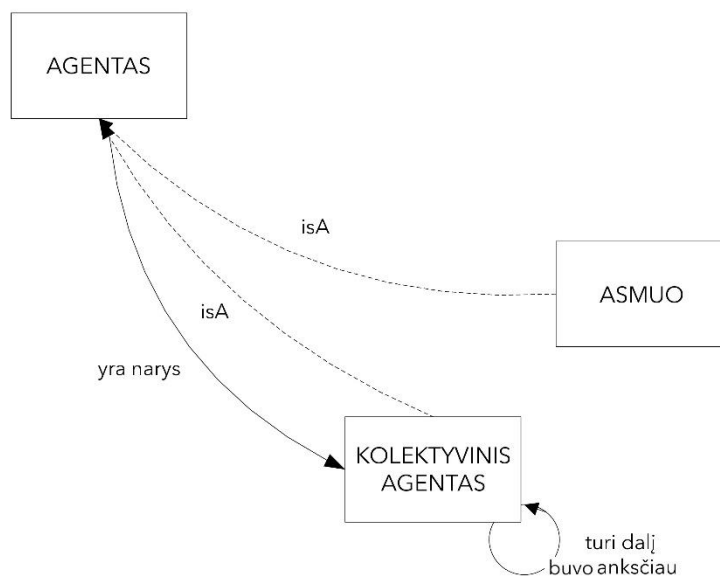 AGENTAS
isA
ASMUO
isA
yra narys
KOLEKTYVINIS
AGENTAS
turi dalį
buvo anksčiau